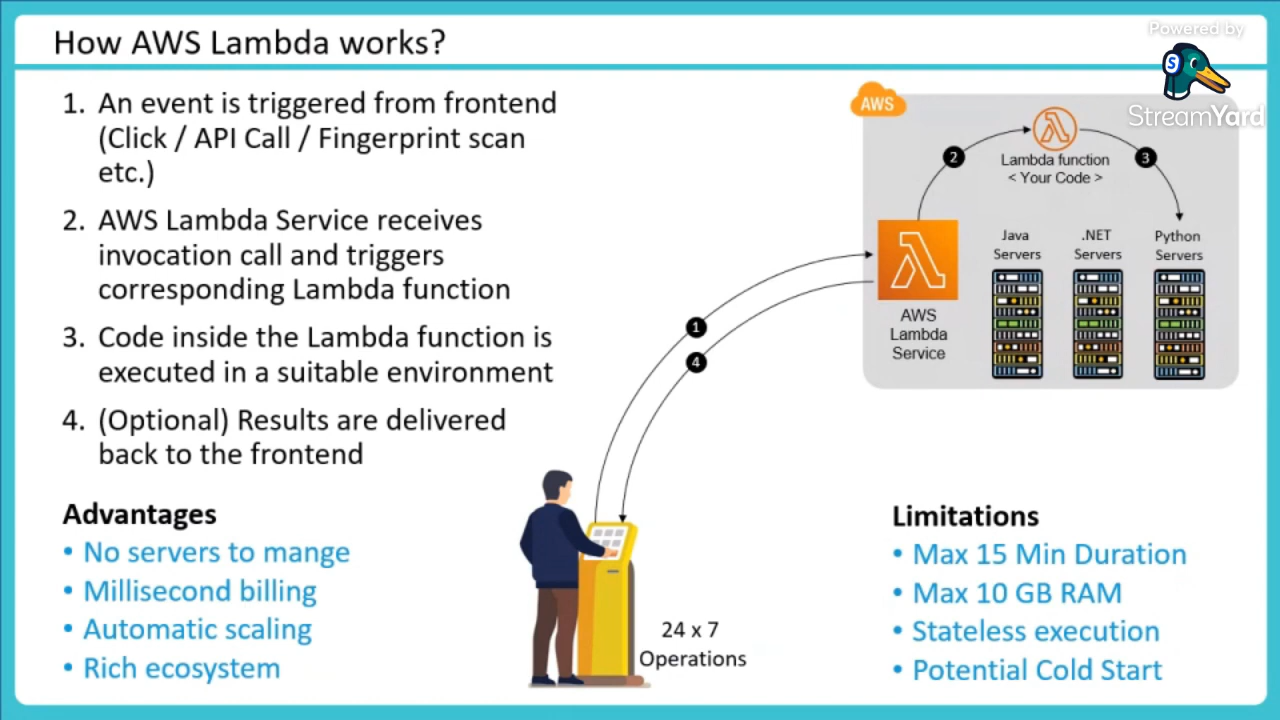 How AWS Lambda works?
Powered by
S
StreamYard
1. An event is triggered from frontend
(Click / API Call / Fingerprint scan
etc.)
2. AWS Lambda Service receives
invocation call and triggers
corresponding Lambda function
3. Code inside the Lambda function is
executed in a suitable environment
4. (Optional) Results are delivered
back to the frontend
AWS
2
3
Lambda function
< Your Code >
Java
Servers
.NET
Servers
Python
Servers
AWS
Lambda
Service
1
4
24 x 7
Operations
Advantages
• No servers to mange
• Millisecond billing
• Automatic scaling
• Rich ecosystem
Limitations
• Max 15 Min Duration
• Max 10 GB RAM
• Stateless execution
• Potential Cold Start